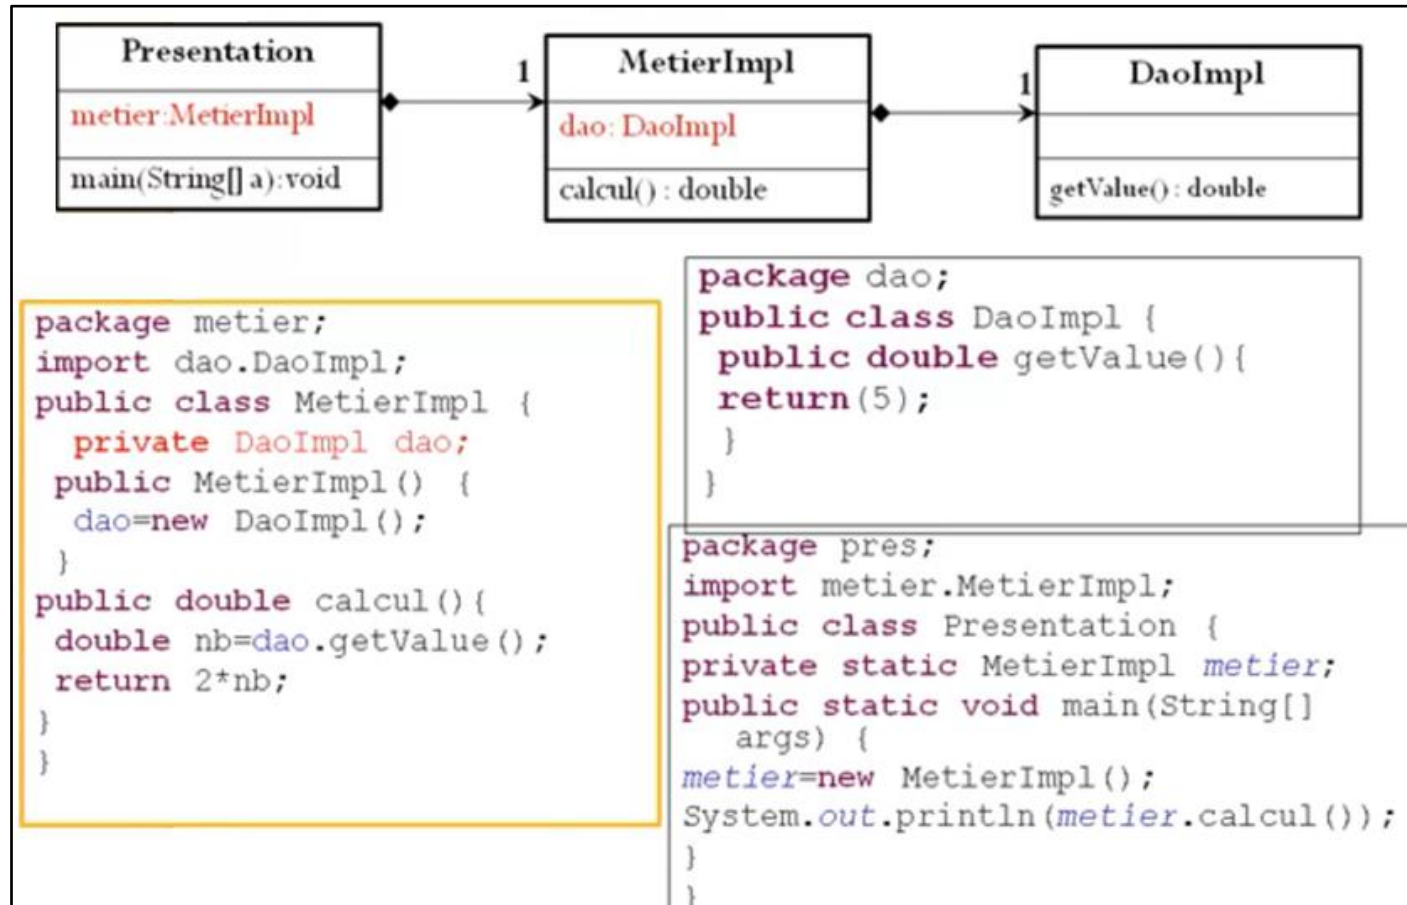 Presentation
metier:MetierImpl
main(String[] a):void
1
MetierImpl
dao: DaoImpl
calcul() : double
1
DaoImpl
getValue() : double
package metier;
import dao.DaoImpl;
public class MetierImpl {
private DaoImpl dao;
public MetierImpl() {
dao=new DaoImpl();
}
public double calcul(){
double nb=dao.getValue();
return 2*nb;
}
}
package dao;
public class DaoImpl {
public double getValue(){
return(5);
}
}
package pres;
import metier.MetierImpl;
public class Presentation {
private static MetierImpl metier;
public static void main(String[]
args) {
metier=new MetierImpl();
System.out.println(metier.calcul());
}
}